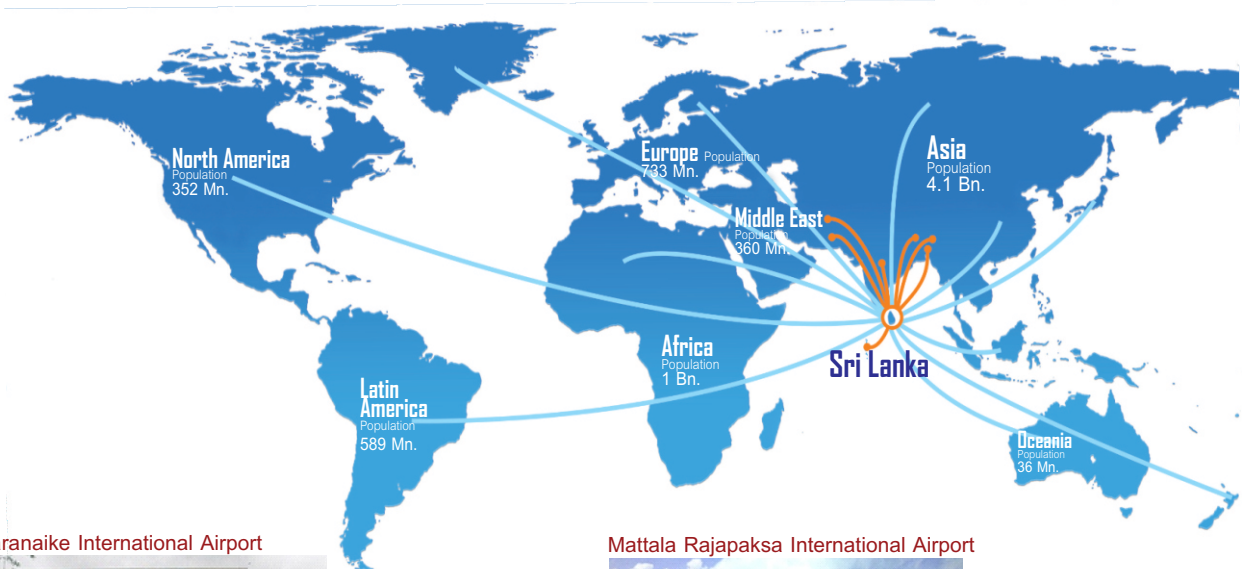 North America
Population
352 Mn.
Europe Population
733 Mn.
Asia
Population
4.1 Bn.
Middle East
Population
360 Mn.
Africa
Population
1 Bn.
Sri Lanka
Latin
America
Population
589 Mn.
Oceania
Population
36 Mn.
International Airport
Mattala Rajapaksa International Airport